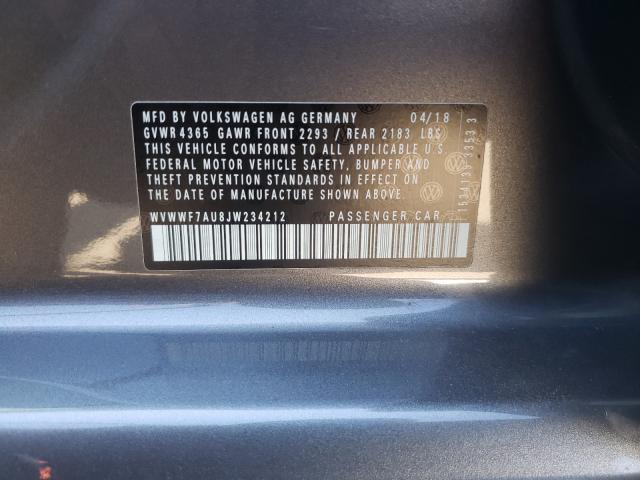 MFD BY VOLKSWAGEN AG GERMANY 04/18
GVWR 4365 GAWR FRONT 2293 / REAR 2183 LBS
THIS VEHICLE CONFORMS TO ALL APPLICABLE U.S.
FEDERAL MOTOR VEHICLE SAFETY, BUMPER AND
THEFT PREVENTION STANDARDS IN EFFECT ON
THE DATE OF MANUFACTURE SHOWN ABOVE.
WVWWF7AU8JW234212 PASSENGER CAR